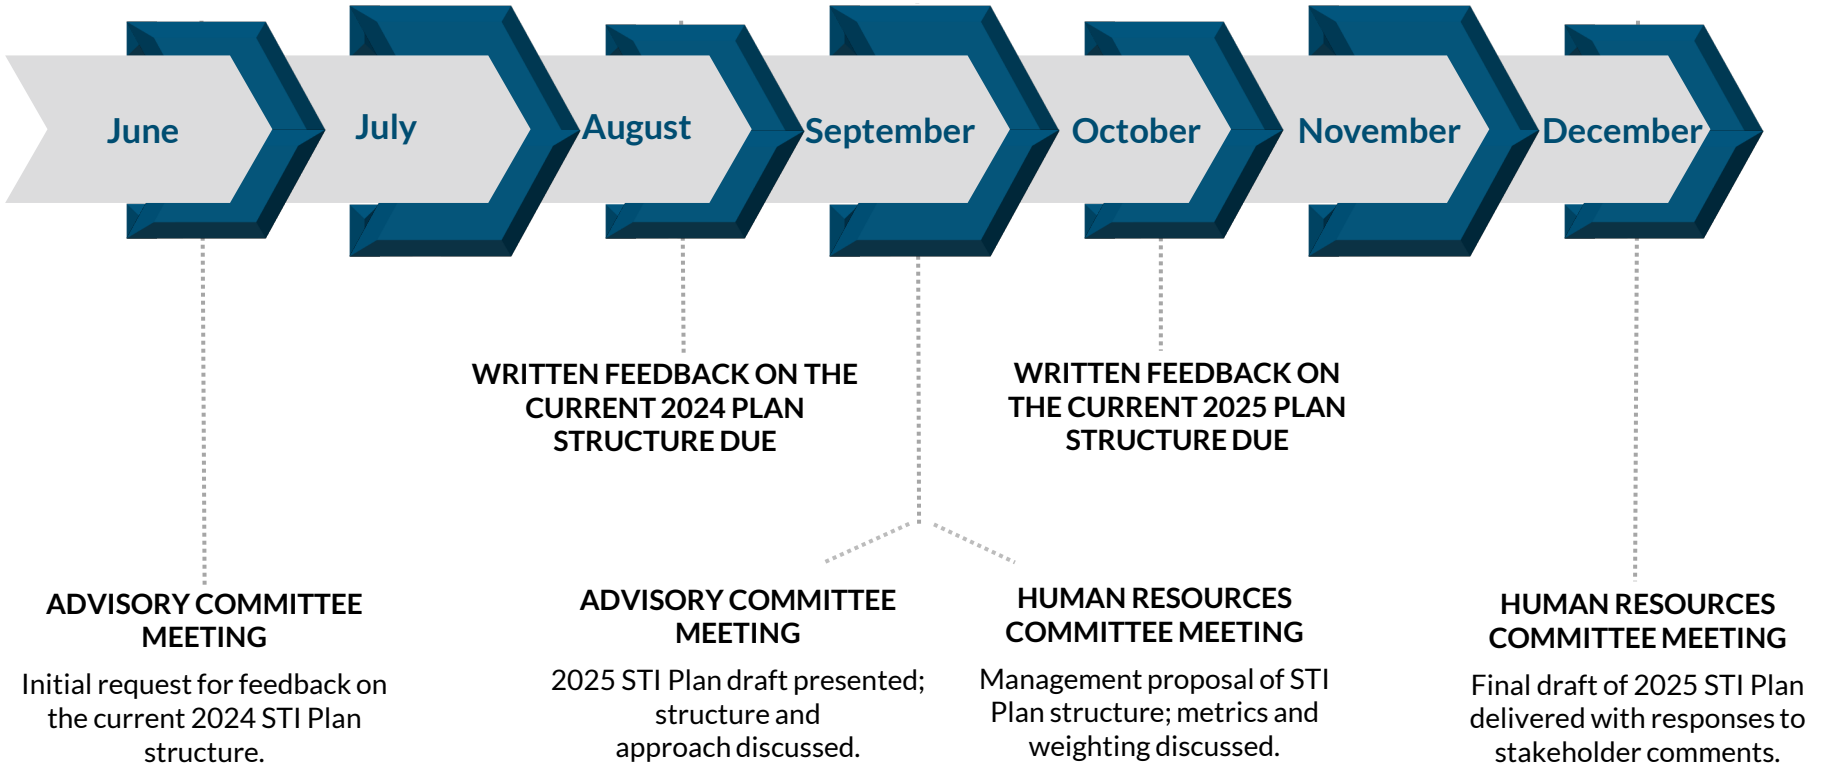 June
July
August
September
October
November
December
WRITTEN FEEDBACK ON THE
CURRENT 2024 PLAN
STRUCTURE DUE
WRITTEN FEEDBACK ON
THE CURRENT 2025 PLAN
STRUCTURE DUE
ADVISORY COMMITTEE
MEETING
Initial request for feedback on
the current 2024 STI Plan
structure.
ADVISORY COMMITTEE
MEETING
2025 STI Plan draft presented;
structure and
approach discussed.
HUMAN RESOURCES
COMMITTEE MEETING
Management proposal of STI
Plan structure; metrics and
weighting discussed.
HUMAN RESOURCES
COMMITTEE MEETING
Final draft of 2025 STI Plan
delivered with responses to
stakeholder comments.